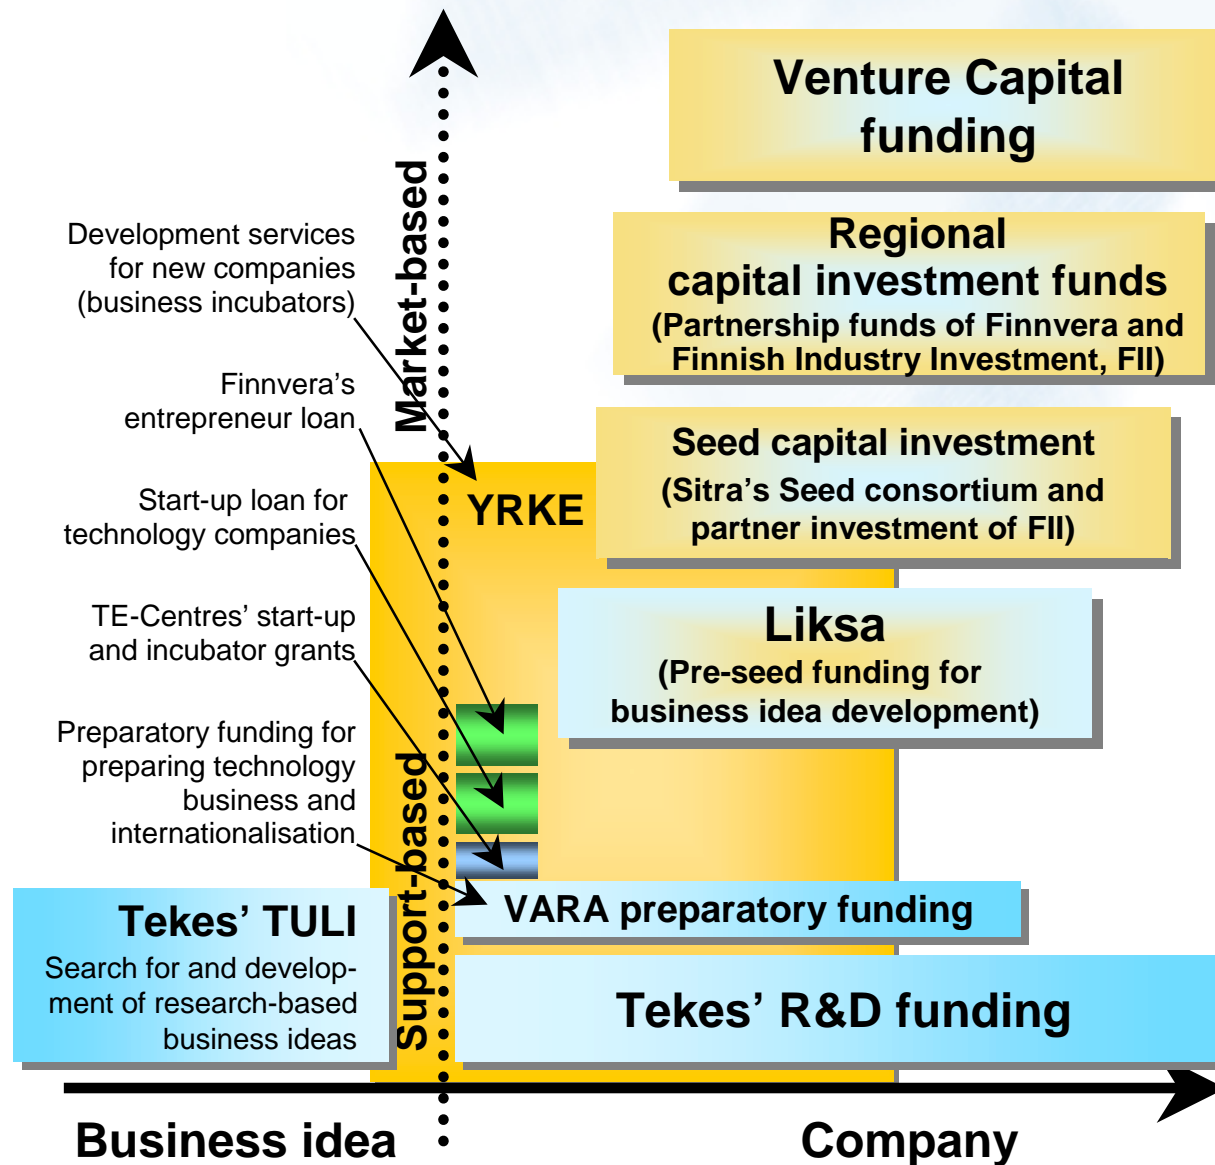 Venture Capital
funding
Market-based
Regional
capital investment funds
(Partnership funds of Finnvera and
Finnish Industry Investment, FII)
Development services
for new companies
(business incubators)
Finnvera’s
entrepreneur loan
Seed capital investment
(Sitra’s Seed consortium and
partner investment of FII)
YRKE
Start-up loan for
technology companies
TE-Centres’ start-up
and incubator grants
Liksa
(Pre-seed funding for
business idea development)
Preparatory funding for
preparing technology
business and
internationalisation
Support-based
VARA preparatory funding
Tekes’ TULI
Search for and develop-
ment of research-based
business ideas
Tekes’ R&D funding
Business idea
Company